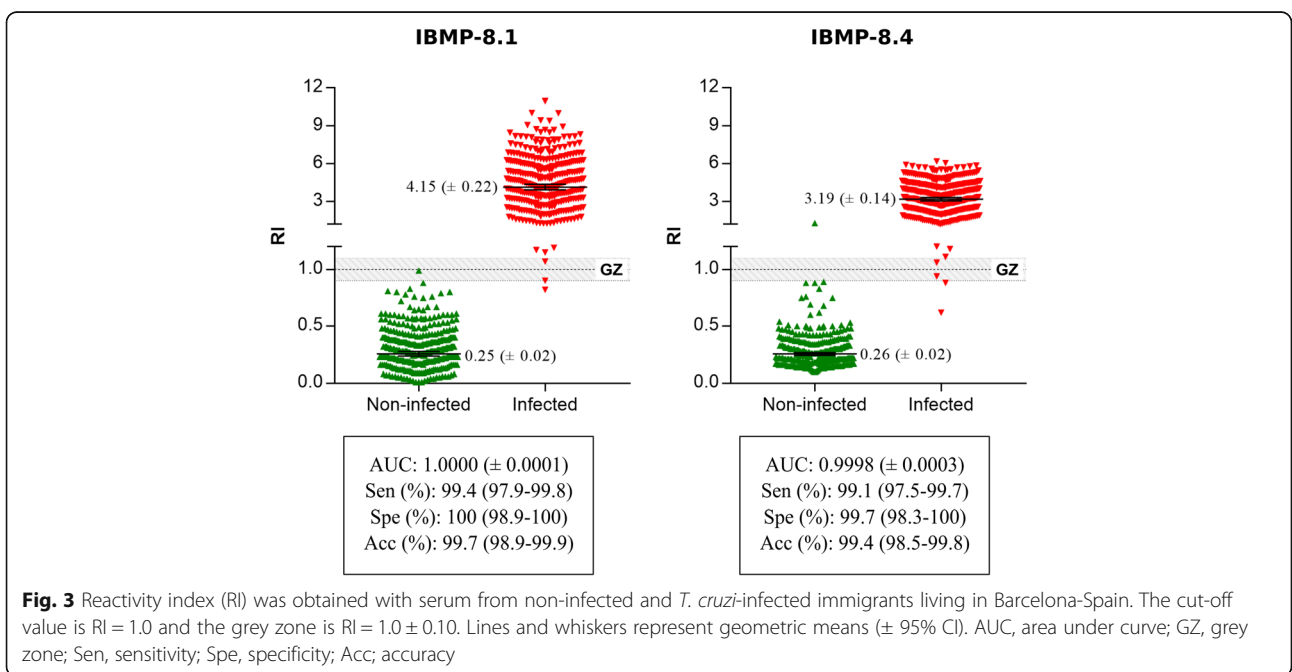 IBMP-8.1
IBMP-8.4
12
9
6
3
1.0
0.5
0.0
RI
4.15 (± 0.22)
GZ
0.25 (± 0.02)
Non-infected
Infected
12
9
6
3
1.0
0.5
0.0
RI
3.19 (± 0.14)
GZ
0.26 (± 0.02)
Non-infected
Infected
AUC: 1.0000 (± 0.0001)
Sen (%): 99.4 (97.9-99.8)
Spe (%): 100 (98.9-100)
Acc (%): 99.7 (98.9-99.9)
AUC: 0.9998 (± 0.0003)
Sen (%): 99.1 (97.5-99.7)
Spe (%): 99.7 (98.3-100)
Acc (%): 99.4 (98.5-99.8)
Fig. 3 Reactivity index (RI) was obtained with serum from non-infected and T. cruzi-infected immigrants living in Barcelona-Spain. The cut-off
value is RI = 1.0 and the grey zone is RI = 1.0 ± 0.10. Lines and whiskers represent geometric means (± 95% CI). AUC, area under curve; GZ, grey
zone; Sen, sensitivity; Spe, specificity; Acc; accuracy